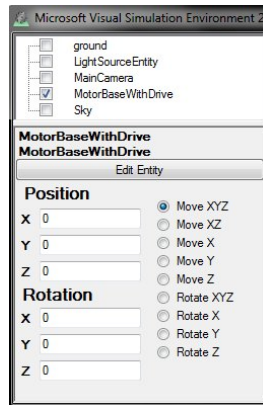 Microsoft Visual Simulation Environment 2
ground
LightSourceEntity
MainCamera
MotorBaseWithDrive
Sky
MotorBaseWithDrive
MotorBaseWithDrive
Edit Entity
Position
X 0
Y 0
Z 0
Rotation
X 0
Y 0
Z 0
Move XYZ
Move XZ
Move X
Move Y
Move Z
Rotate XYZ
Rotate X
Rotate Y
Rotate Z